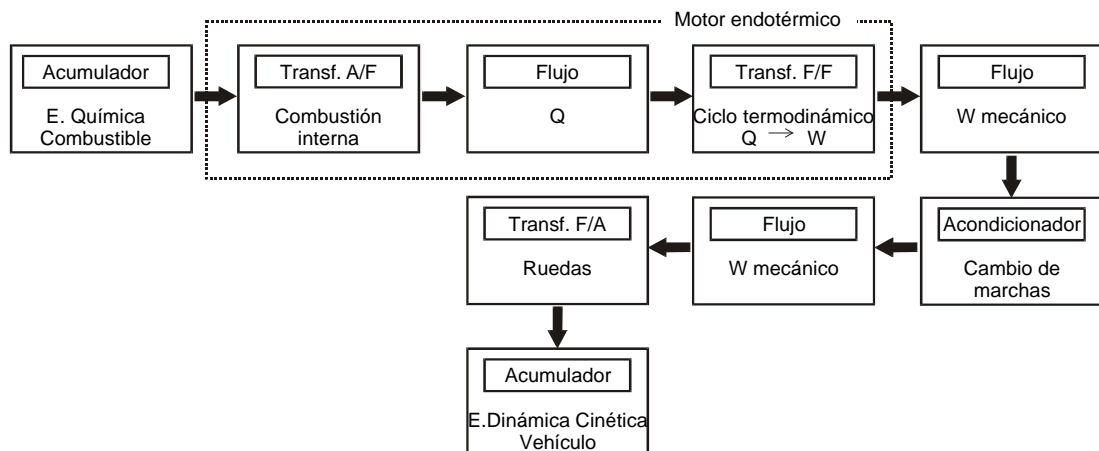 Motor endotérmico
Acumulador
E. Química
Combustible
Transf. A/F
Combustión
interna
Flujo
Q
Transf. F/F
Ciclo termodinámico
Q → W
Flujo
W mecánico
Acondicionador
Cambio de
marchas
Flujo
W mecánico
Transf. F/A
Ruedas
Acumulador
E.Dinámica Cinética
Vehículo